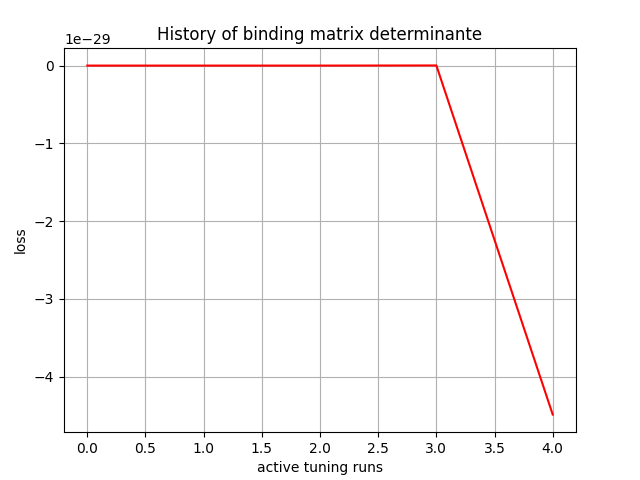 History of binding matrix determinante
1e−29
0
−1
−2
−3
−4
loss
0.0 0.5 1.0 1.5 2.0 2.5 3.0 3.5 4.0
active tuning runs